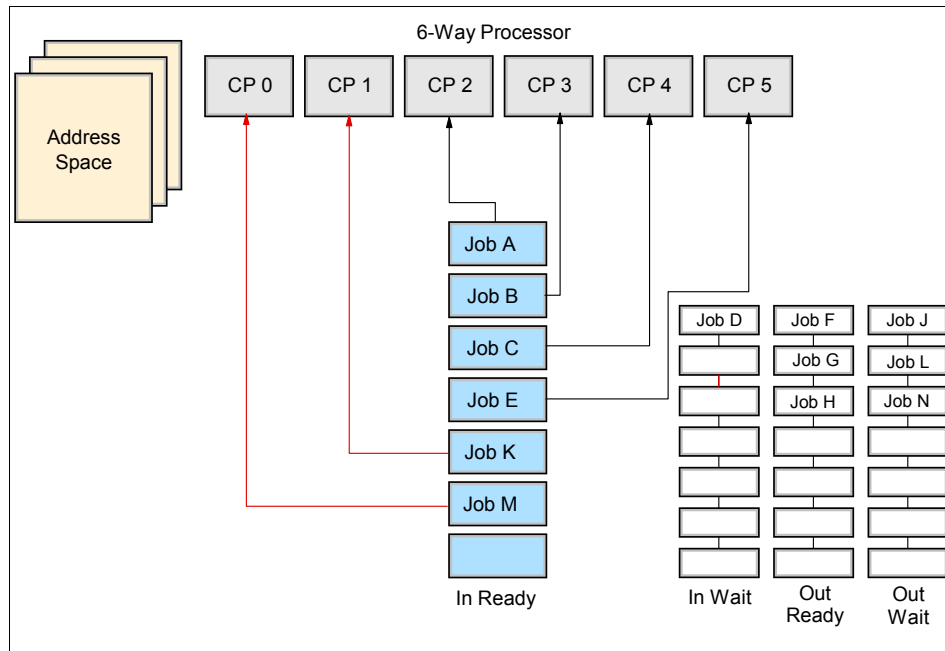 6-Way Processor
CP 0
CP 1
CP 2
CP 3
CP 4
CP 5
Address
Space
Job A
Job B
Job C
Job E
Job K
Job M
In Ready
Job D
In Wait
Job F
Job G
Job H
Out
Ready
Job J
Job L
Job N
Out
Wait